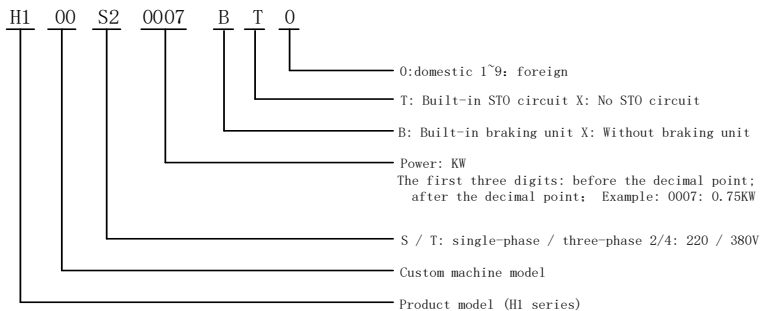 H1 00 S2 0007 B T 0
0:domestic 1~9: foreign
T: Built-in STO circuit X: No STO circuit
B: Built-in braking unit X: Without braking unit
Power: KW
The first three digits: before the decimal point;
after the decimal point; Example: 0007: 0.75KW
S / T: single-phase / three-phase 2/4: 220 / 380V
Custom machine model
Product model (H1 series)